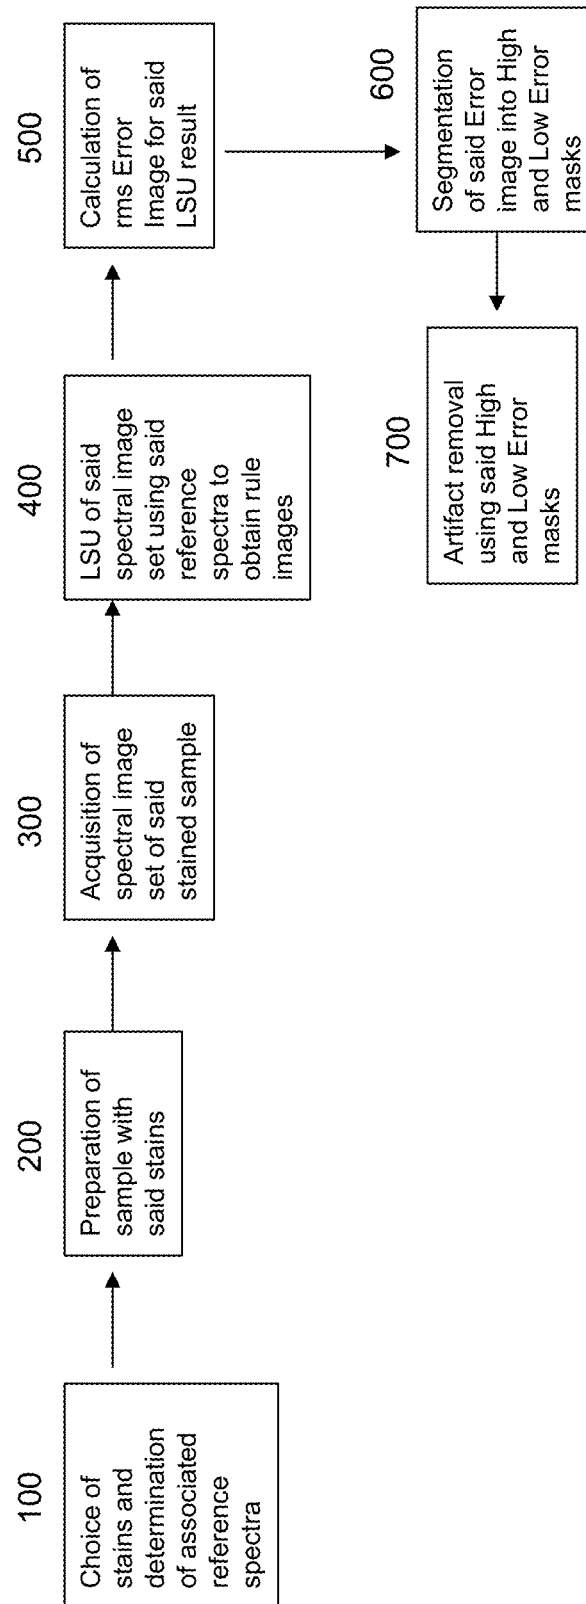 100
Choice of
stains and
determination
of associated
reference
spectra
200
Preparation of
sample with
said stains
300
Acquisition of
spectral image
set of said
stained sample
400
LSU of said
spectral image
set using said
reference
spectra to
obtain rule
images
500
Calculation of
rms Error
Image for said
LSU result
600
Segmentation
of said Error
image into High
and Low Error
masks
700
Artifact removal
using said High
and Low Error
masks